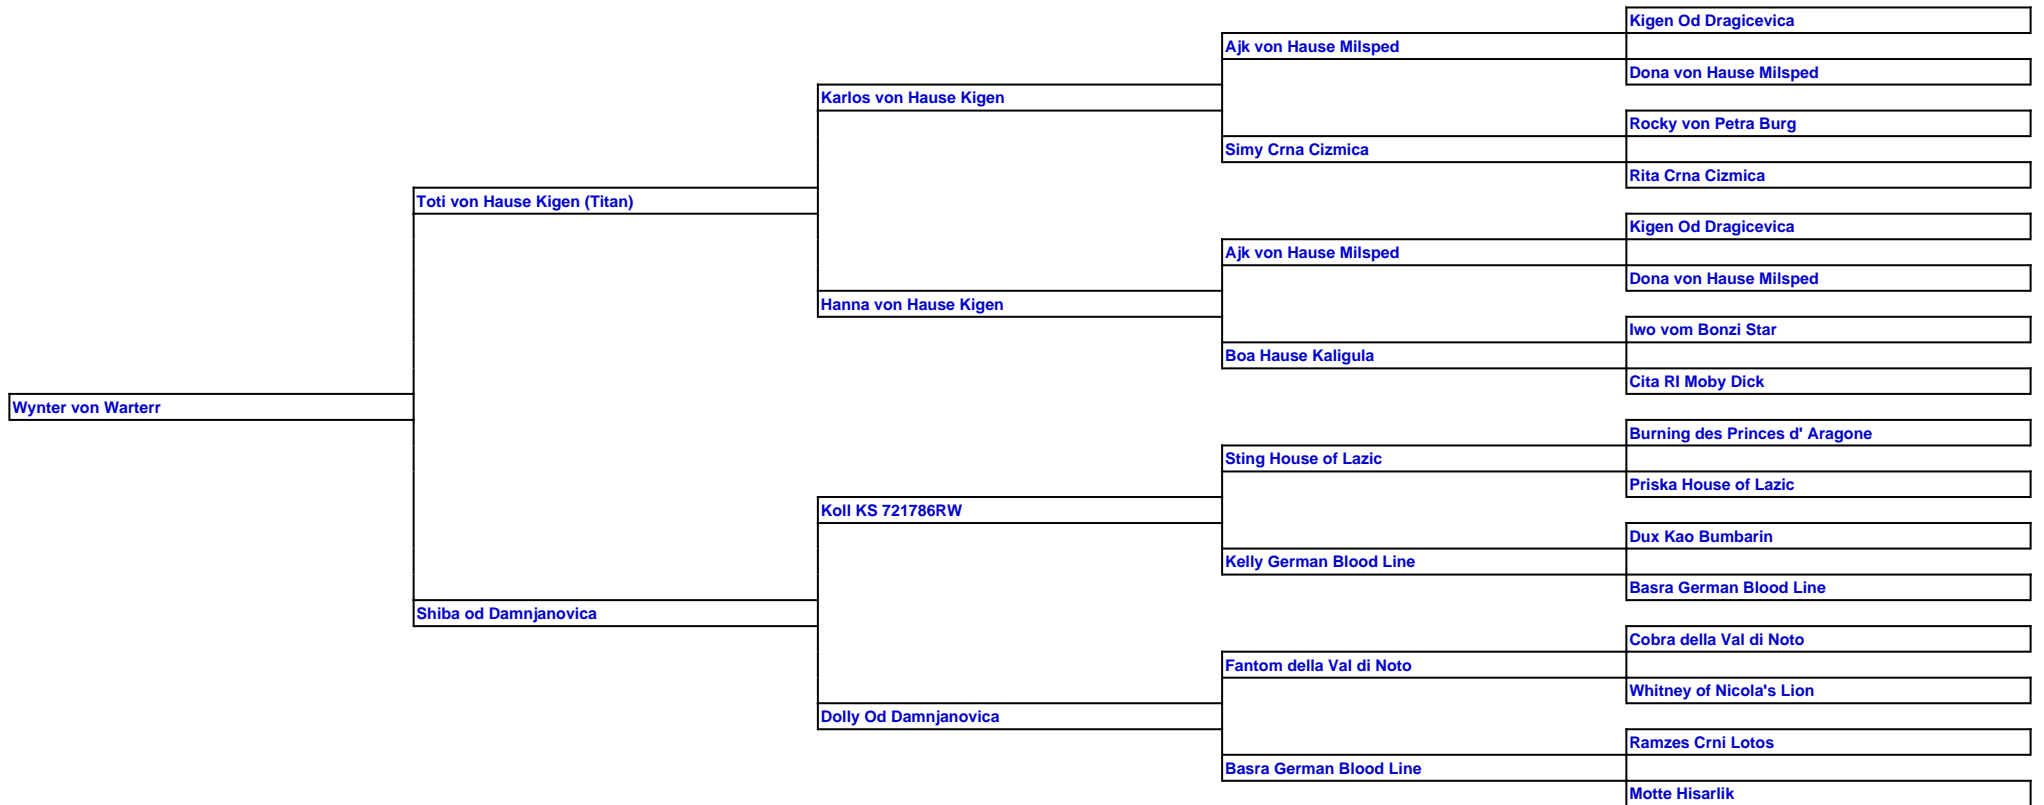 Kigen Od Dragicevica
Ajk von Hause Milsped
Dona von Hause Milsped
Karlos von Hause Kigen
Rocky von Petra Burg
Simy Crna Cizmica
Rita Crna Cizmica
Toti von Hause Kigen (Titan)
Kigen Od Dragicevica
Ajk von Hause Milsped
Dona von Hause Milsped
Hanna von Hause Kigen
Iwo vom Bonzi Star
Boa Hause Kaligula
Cita RI Moby Dick
Wynter von Warterr
Burning des Princes d' Aragone
Sting House of Lazic
Priska House of Lazic
Koll KS 721786RW
Dux Kao Bumbarin
Kelly German Blood Line
Basra German Blood Line
Shiba od Damnjanovica
Cobra della Val di Noto
Fantom della Val di Noto
Whitney of Nicola's Lion
Dolly Od Damnjanovica
Ramzes Crni Lotos
Basra German Blood Line
Motte Hisarlik